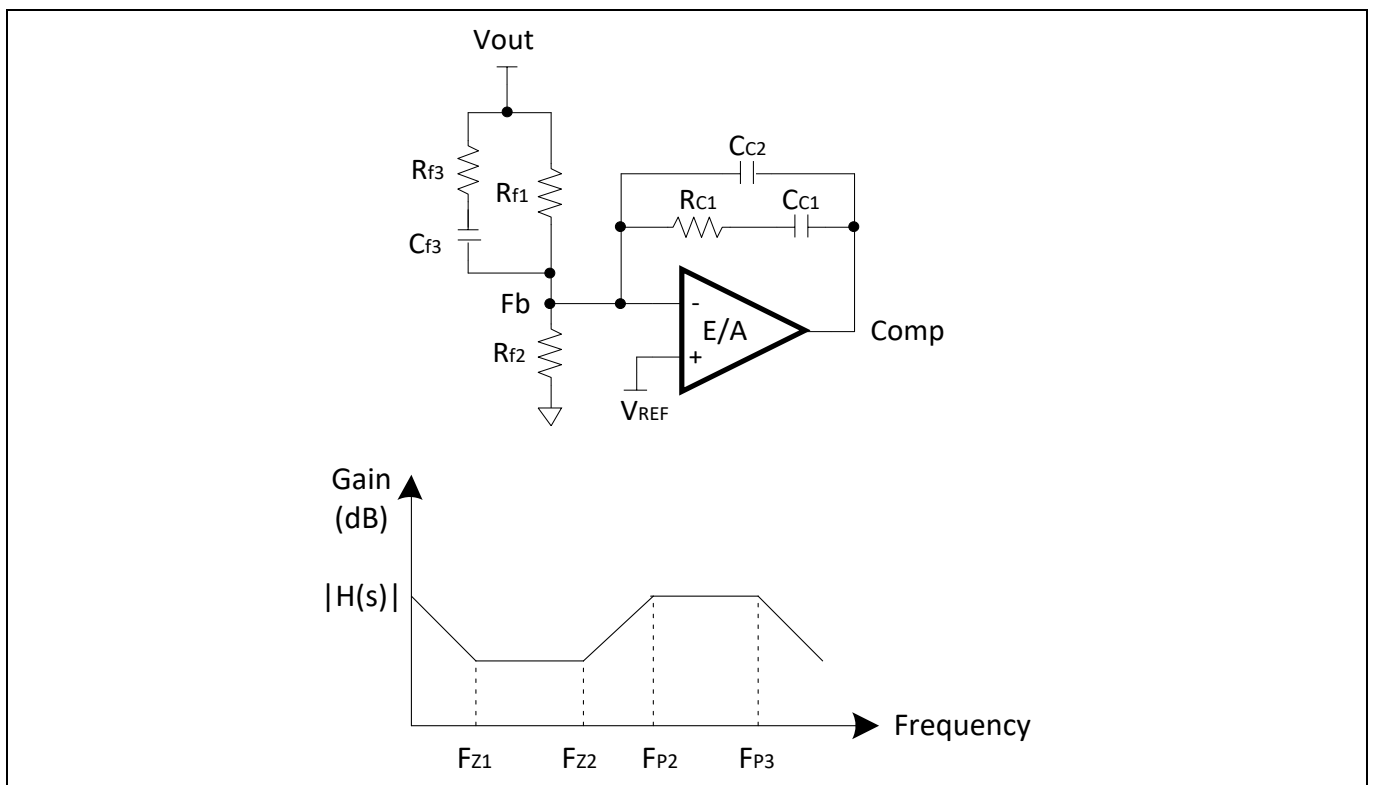 Vout
Rf3
Rf1
Cf3
CC2
RC1
CC1
Fb
-
E/A
+
Comp
Rf2
VREF
Gain
(dB)
|H(s)|
Frequency
FZ1
FZ2
FP2
FP3